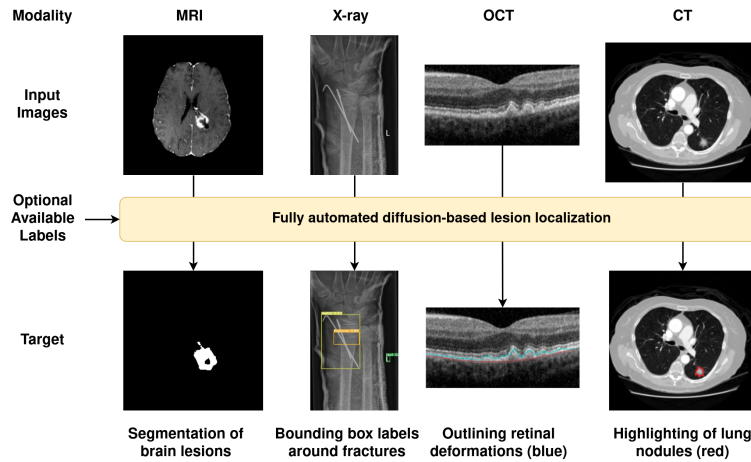 Modality
MRI
X-ray
OCT
CT
Input
Images
L
Optional
Available
Labels
Fully automated diffusion-based lesion localization
Target
Segmentation of
brain lesions
Bounding box labels
around fractures
Outlining retinal
deformations (blue)
Highlighting of lung
nodules (red)